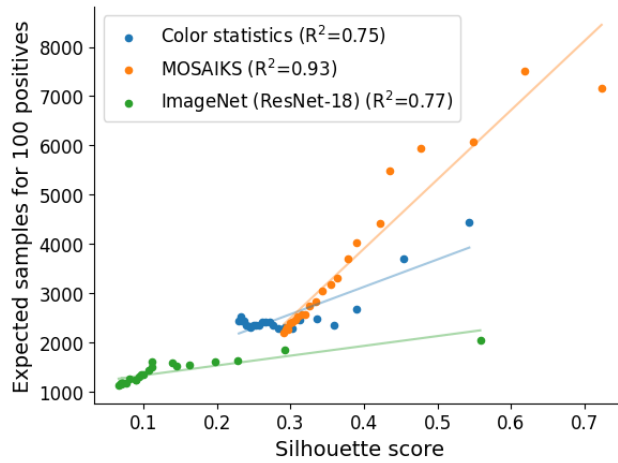 Color statistics (R²=0.75)
MOSAIKS (R²=0.93)
ImageNet (ResNet-18) (R²=0.77)
Expected samples for 100 positives
8000
7000
6000
5000
4000
3000
2000
1000
0.1 0.2 0.3 0.4 0.5 0.6 0.7
Silhouette score